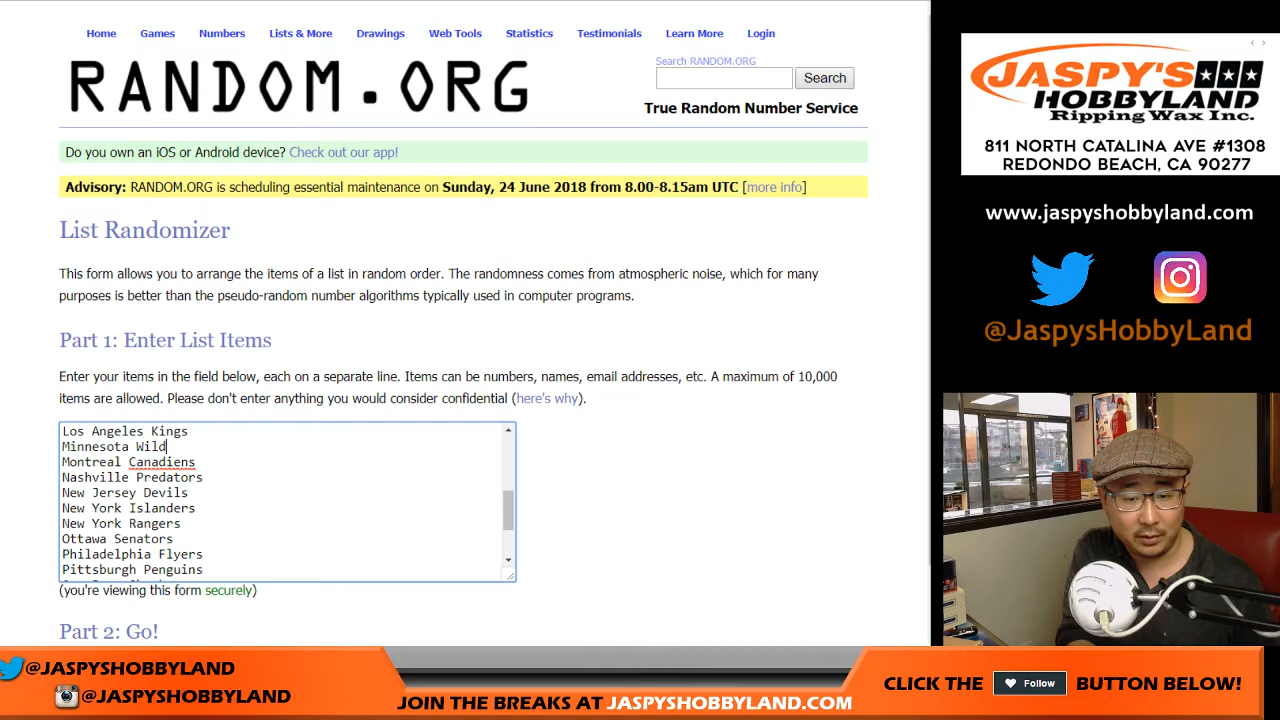 Home Games Numbers Lists & More Drawings Web Tools Statistics Testimonials Learn More Login
RANDOM.ORG
Search RANDOM.ORG
Search
True Random Number Service
Do you own an iOS or Android device? Check out our app!
Advisory: RANDOM.ORG is scheduling essential maintenance on Sunday, 24 June 2018 from 8.00-8.15am UTC [more info]
List Randomizer
This form allows you to arrange the items of a list in random order. The randomness comes from atmospheric noise, which for many
purposes is better than the pseudo-random number algorithms typically used in computer programs.
Part 1: Enter List Items
Enter your items in the field below, each on a separate line. Items can be numbers, names, email addresses, etc. A maximum of 10,000
items are allowed. Please don't enter anything you would consider confidential (here's why).
Los Angeles Kings
Minnesota Wild
Montreal Canadiens
Nashville Predators
New Jersey Devils
New York Islanders
New York Rangers
Ottawa Senators
Philadelphia Flyers
Pittsburgh Penguins
(you're viewing this form securely)
Part 2: Go!
JASPY'S
HOBBYLAND
Ripping Wax Inc.
811 NORTH CATALINA AVE #1308
REDONDO BEACH, CA 90277
www.jaspyshobbyland.com
@JaspysHobbyLand
@JASPYSHOBBYLAND
@JASPYSHOBBYLAND
JOIN THE BREAKS AT JASPYSHOBBYLAND.COM
CLICK THE Follow BUTTON BELOW!